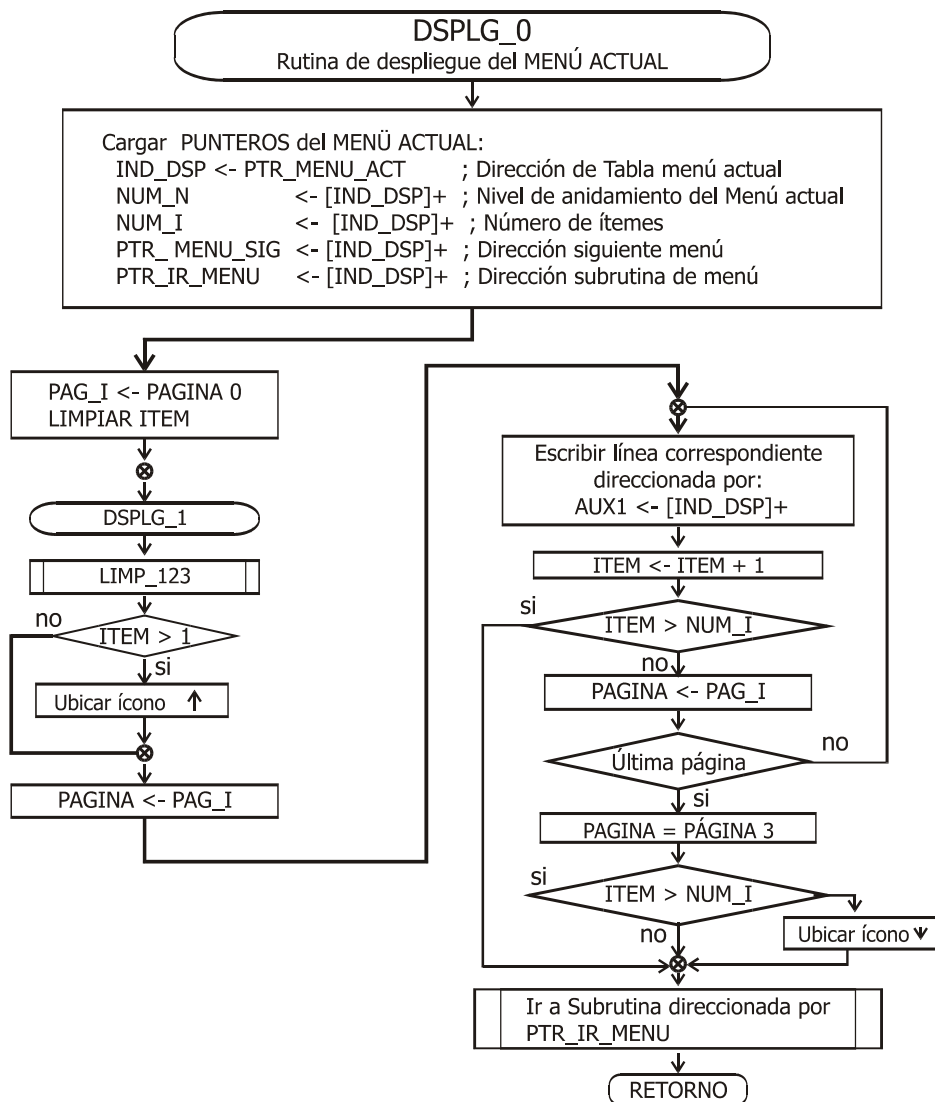 DSPLG_0
Rutina de despliegue del MENÚ ACTUAL
Cargar PUNTEROS del MENÜ ACTUAL:
IND_DSP <- PTR_MENU_ACT ; Dirección de Tabla menú actual
NUM_N <- [IND_DSP]+ ; Nivel de anidamiento del Menú actual
NUM_I <- [IND_DSP]+ ; Número de ítemes
PTR_ MENU_SIG <- [IND_DSP]+ ; Dirección siguiente menú
PTR_IR_MENU <- [IND_DSP]+ ; Dirección subrutina de menú
PAG_I <- PAGINA 0
LIMPIAR ITEM
DSPLG_1
LIMP_123
no
ITEM > 1
si
Ubicar ícono ↑
PAGINA <- PAG_I
Escribir línea correspondiente
direccionada por:
AUX1 <- [IND_DSP]+
ITEM <- ITEM + 1
si
ITEM > NUM_I
no
PAGINA <- PAG_I
Última página
no
si
PAGINA = PÁGINA 3
si
ITEM > NUM_I
no
Ubicar ícono ↓
Ir a Subrutina direccionada por
PTR_IR_MENU
RETORNO